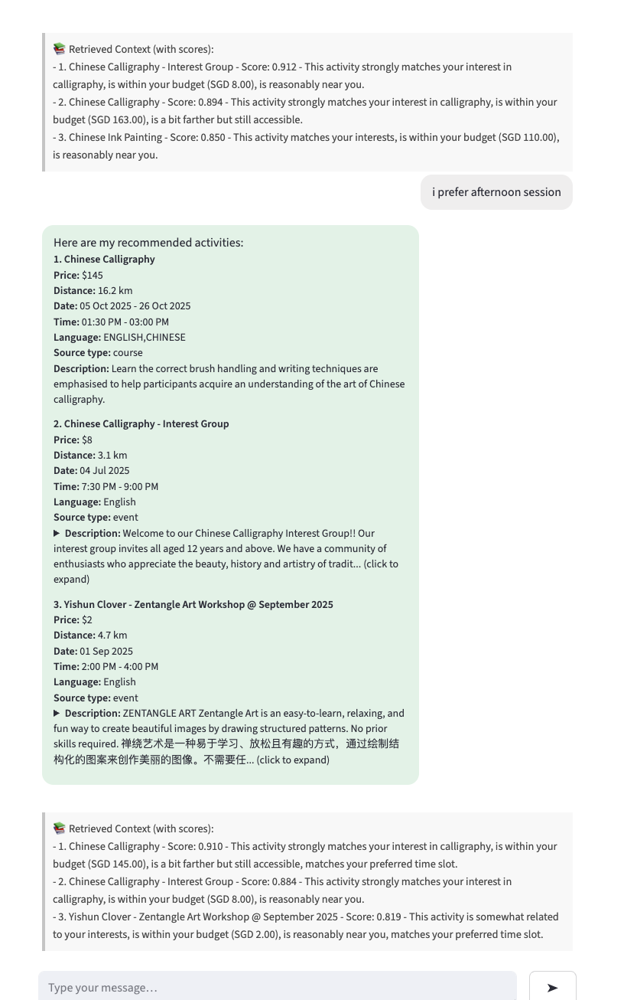 📚 Retrieved Context (with scores):
- 1. Chinese Calligraphy - Interest Group - Score: 0.912 - This activity strongly matches your interest in
calligraphy, is within your budget (SGD 8.00), is reasonably near you.
- 2. Chinese Calligraphy - Score: 0.894 - This activity strongly matches your interest in calligraphy, is within your
budget (SGD 163.00), is a bit farther but still accessible.
- 3. Chinese Ink Painting - Score: 0.850 - This activity matches your interests, is within your budget (SGD 110.00),
is reasonably near you.
i prefer afternoon session
Here are my recommended activities:
1. Chinese Calligraphy
Price: $145
Distance: 16.2 km
Date: 05 Oct 2025 - 26 Oct 2025
Time: 01:30 PM - 03:00 PM
Language: ENGLISH,CHINESE
Source type: course
Description: Learn the correct brush handling and writing techniques are
emphasised to help participants acquire an understanding of the art of Chinese
calligraphy.
2. Chinese Calligraphy - Interest Group
Price: $8
Distance: 3.1 km
Date: 04 Jul 2025
Time: 7:30 PM - 9:00 PM
Language: English
Source type: event
▶ Description: Welcome to our Chinese Calligraphy Interest Group!! Our
interest group invites all aged 12 years and above. We have a community of
enthusiasts who appreciate the beauty, history and artistry of tradit... (click to
expand)
3. Yishun Clover - Zentangle Art Workshop @ September 2025
Price: $2
Distance: 4.7 km
Date: 01 Sep 2025
Time: 2:00 PM - 4:00 PM
Language: English
Source type: event
▶ Description: ZENTANGLE ART Zentangle Art is an easy-to-learn, relaxing, and
fun way to create beautiful images by drawing structured patterns. No prior
skills required. 禅绕艺术是一种易于学习、放松且有趣的方式，通过绘制结
构化的图案来创作美丽的图像。不需要任... (click to expand)
📚 Retrieved Context (with scores):
- 1. Chinese Calligraphy - Score: 0.910 - This activity strongly matches your interest in calligraphy, is within your
budget (SGD 145.00), is a bit farther but still accessible, matches your preferred time slot.
- 2. Chinese Calligraphy - Interest Group - Score: 0.884 - This activity strongly matches your interest in
calligraphy, is within your budget (SGD 8.00), is reasonably near you.
- 3. Yishun Clover - Zentangle Art Workshop @ September 2025 - Score: 0.819 - This activity is somewhat related
to your interests, is within your budget (SGD 2.00), is reasonably near you, matches your preferred time slot.
Type your message…